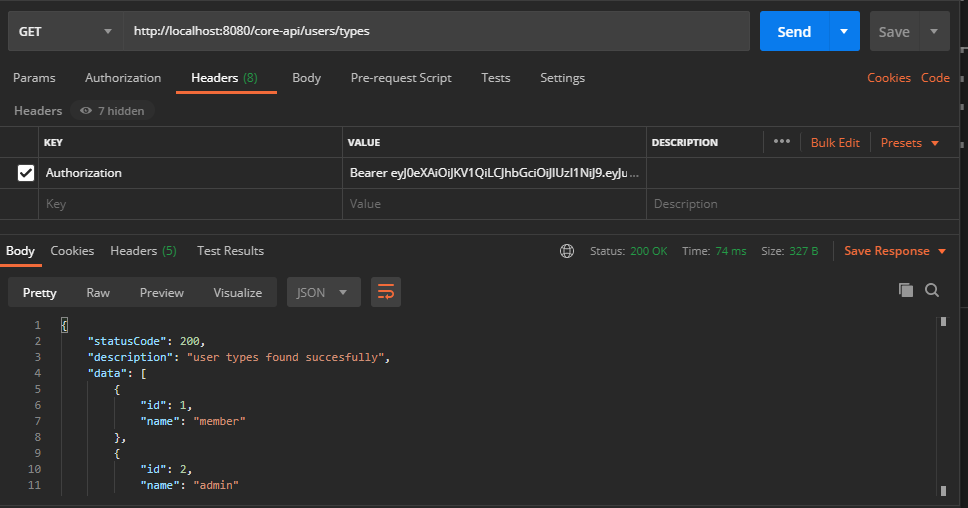 GET http://localhost:8080/core-api/users/types Send Save
Params Authorization Headers (8) Body Pre-request Script Tests Settings Cookies Code
Headers 7 hidden
KEY VALUE DESCRIPTION ••• Bulk Edit Presets
Authorization Bearer eyJ0eXAiOiJKV1QiLCJhbGciOiJIUzI1NiJ9.eyJu...
Key Value Description
Body Cookies Headers (5) Test Results Status: 200 OK Time: 74 ms Size: 327 B Save Response
Pretty Raw Preview Visualize JSON
1 {
2 "statusCode": 200,
3 "description": "user types found succesfully",
4 "data": [
5 {
6 "id": 1,
7 "name": "member"
8 },
9 {
10 "id": 2,
11 "name": "admin"